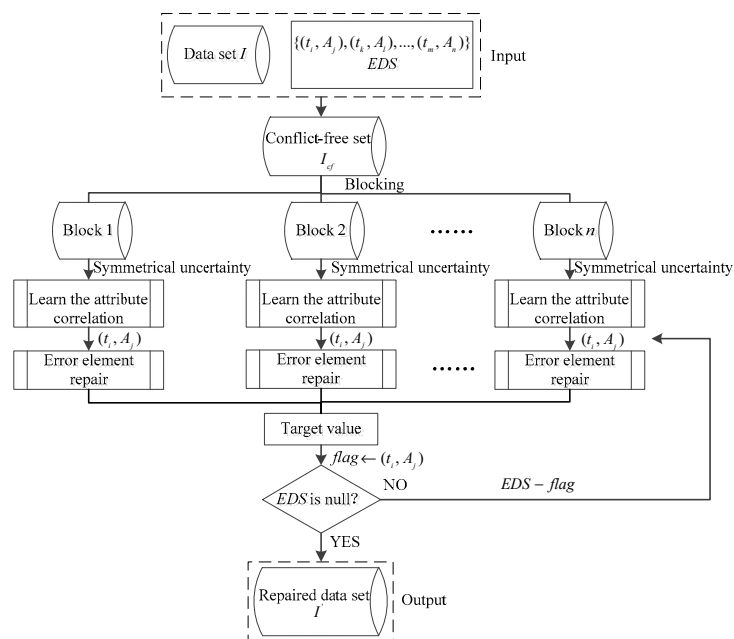 Data set I
{(t_i, A_j), (t_k, A_l), ..., (t_m, A_n)}
EDS
Input
Conflict-free set
I_cf
Blocking
Block 1
Block 2
......
Block n
Symmetrical uncertainty
Symmetrical uncertainty
Symmetrical uncertainty
Learn the attribute
correlation
Learn the attribute
correlation
Learn the attribute
correlation
(t_i, A_j)
(t_i, A_j)
(t_i, A_j)
Error element
repair
Error element
repair
......
Error element
repair
Target value
flag ← (t_i, A_j)
EDS is null?
NO
EDS − flag
YES
Repaired data set
I'
Output